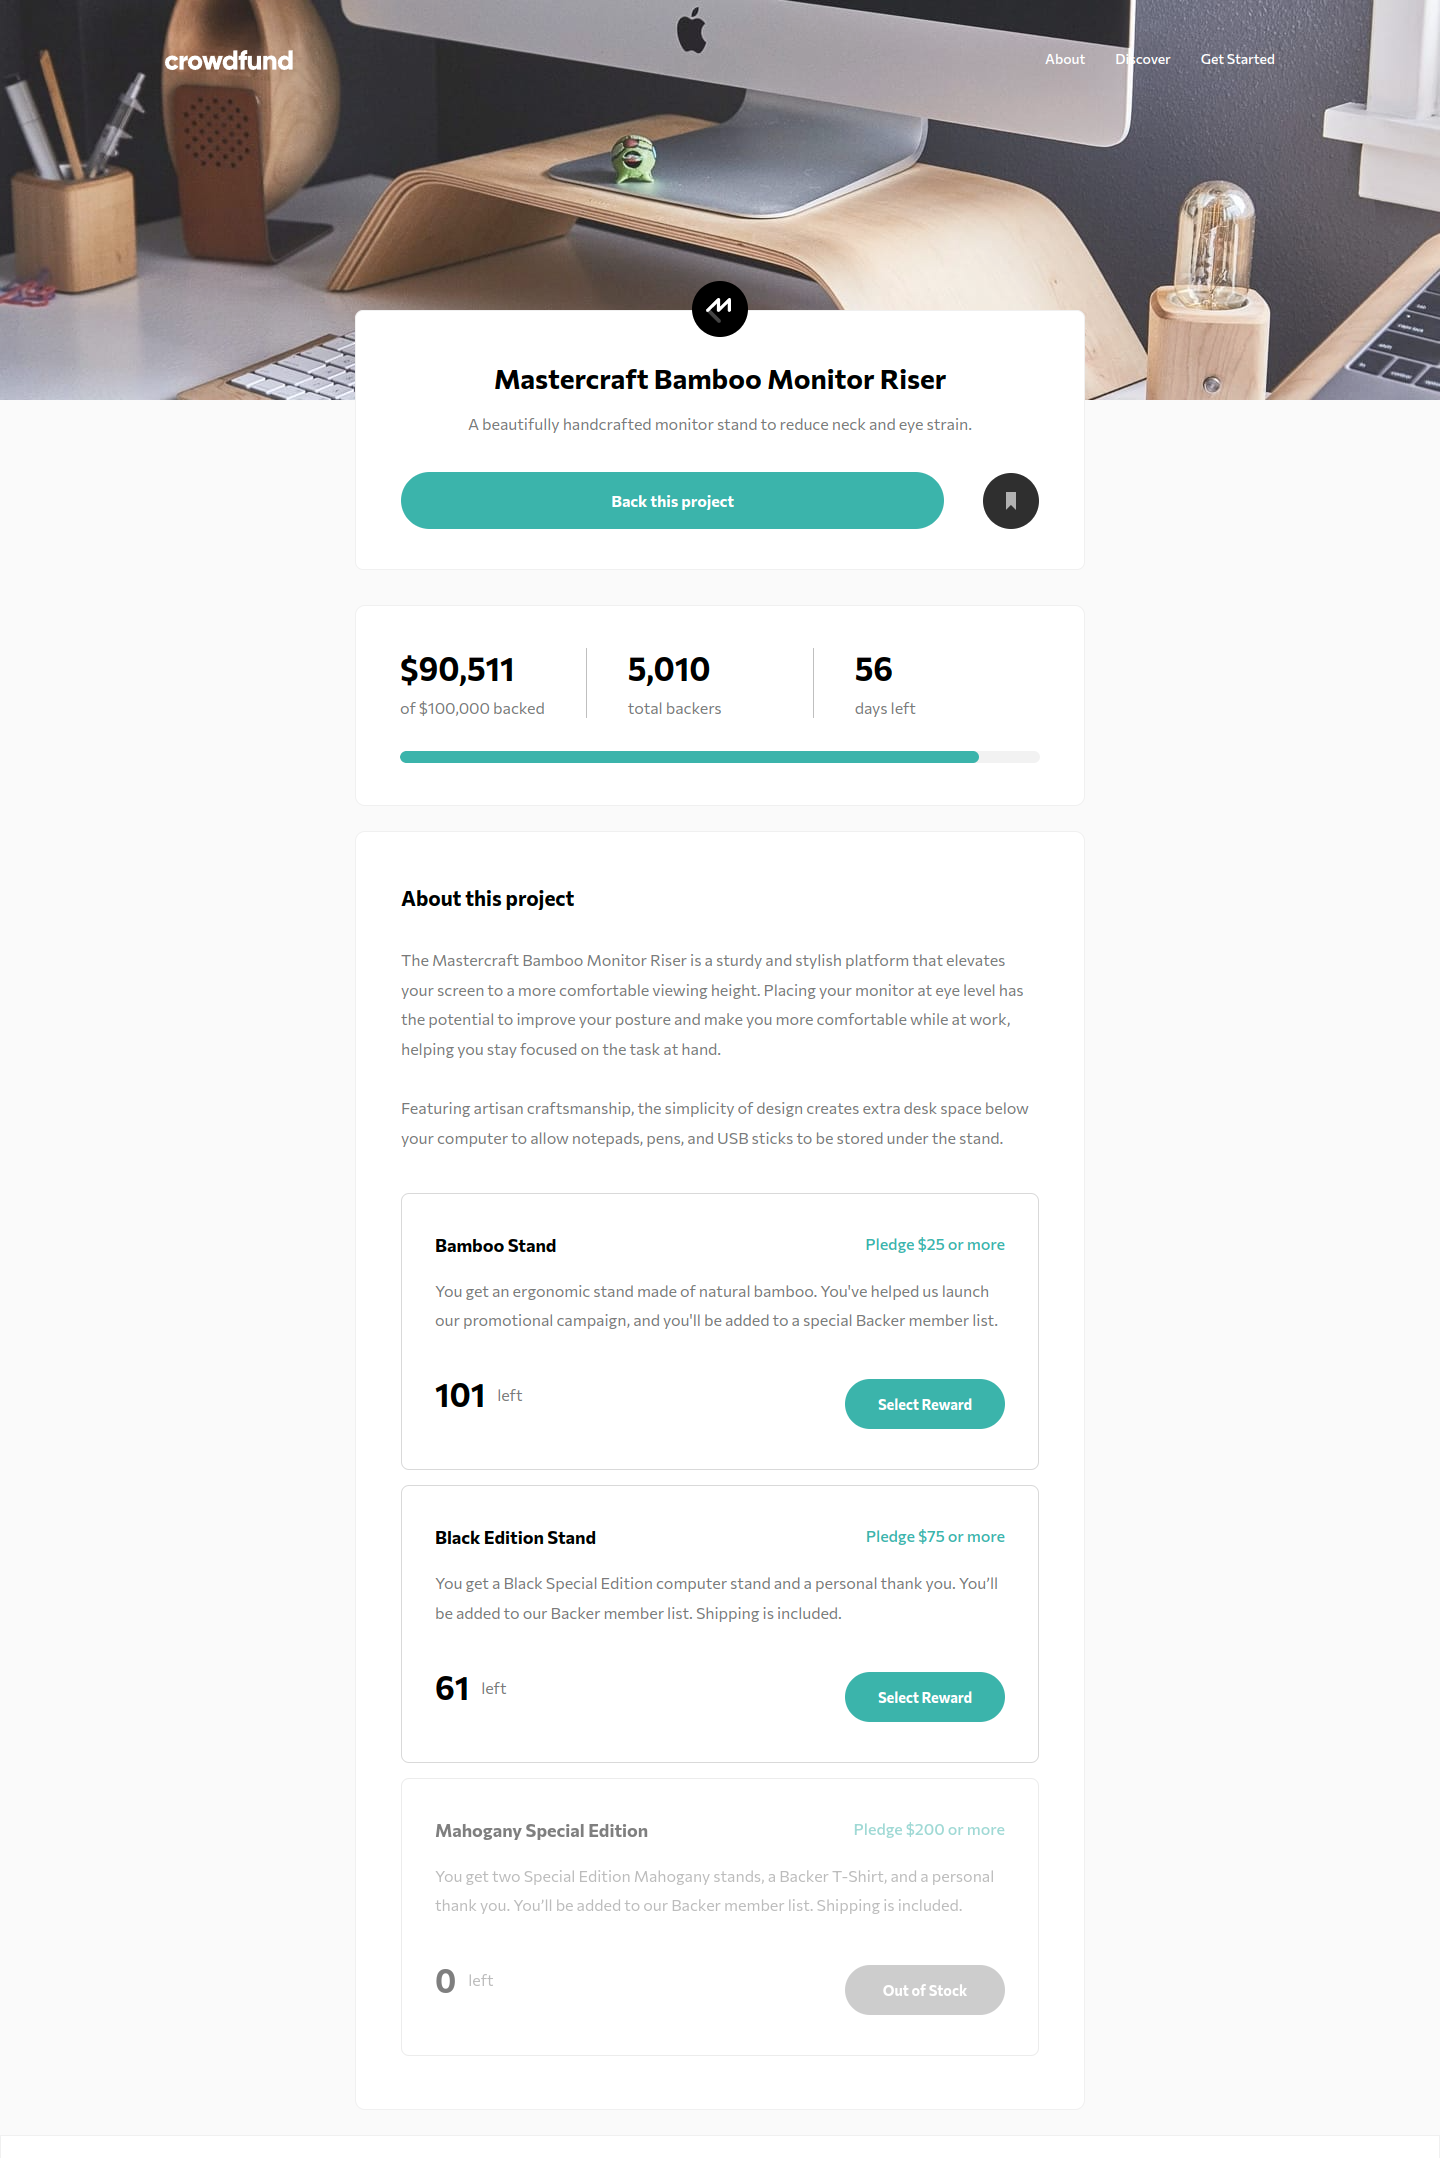 crowdfund
About
Discover
Get Started
Mastercraft Bamboo Monitor Riser
A beautifully handcrafted monitor stand to reduce neck and eye strain.
Back this project
$90,511
of $100,000 backed
5,010
total backers
56
days left
About this project
The Mastercraft Bamboo Monitor Riser is a sturdy and stylish platform that elevates
your screen to a more comfortable viewing height. Placing your monitor at eye level has
the potential to improve your posture and make you more comfortable while at work,
helping you stay focused on the task at hand.
Featuring artisan craftsmanship, the simplicity of design creates extra desk space below
your computer to allow notepads, pens, and USB sticks to be stored under the stand.
Bamboo Stand
Pledge $25 or more
You get an ergonomic stand made of natural bamboo. You've helped us launch
our promotional campaign, and you'll be added to a special Backer member list.
101 left
Select Reward
Black Edition Stand
Pledge $75 or more
You get a Black Special Edition computer stand and a personal thank you. You’ll
be added to our Backer member list. Shipping is included.
61 left
Select Reward
Mahogany Special Edition
Pledge $200 or more
You get two Special Edition Mahogany stands, a Backer T-Shirt, and a personal
thank you. You’ll be added to our Backer member list. Shipping is included.
0 left
Out of Stock